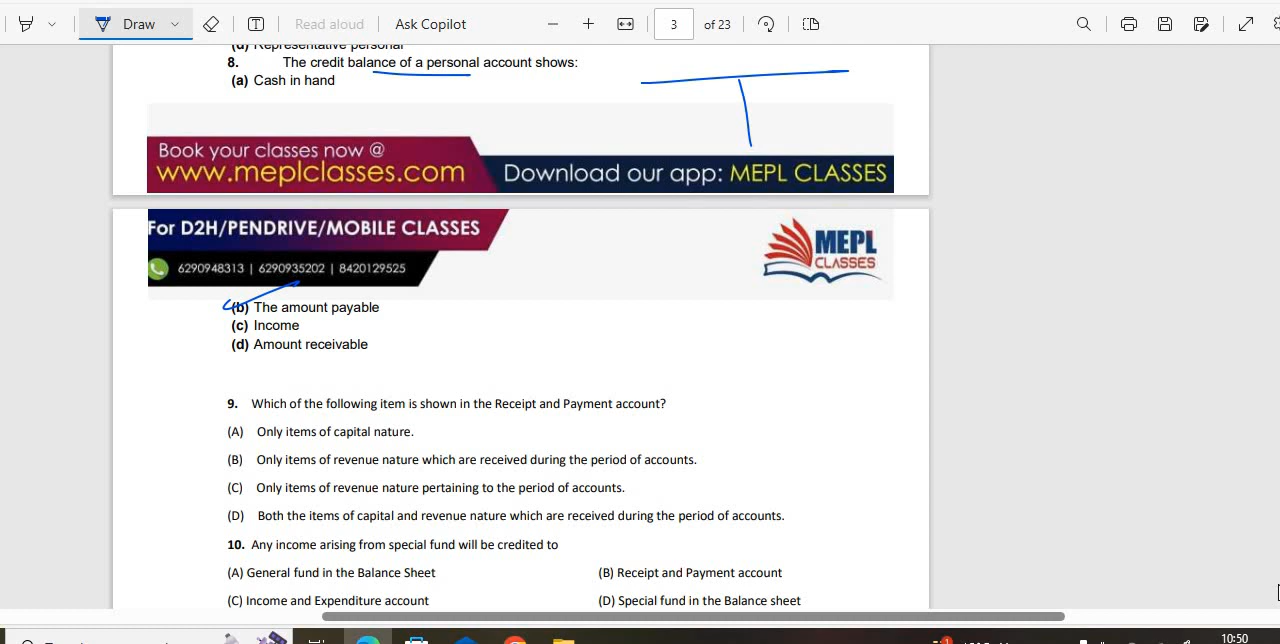 Draw
Read aloud
Ask Copilot
3
of 23
(d) Representative personal
8. The credit balance of a personal account shows:
(a) Cash in hand
Book your classes now @
www.meplclasses.com
Download our app: MEPL CLASSES
For D2H/PENDRIVE/MOBILE CLASSES
MEPL
CLASSES
6290948313 | 6290935202 | 8420129525
(b) The amount payable
(c) Income
(d) Amount receivable
9. Which of the following item is shown in the Receipt and Payment account?
(A) Only items of capital nature.
(B) Only items of revenue nature which are received during the period of accounts.
(C) Only items of revenue nature pertaining to the period of accounts.
(D) Both the items of capital and revenue nature which are received during the period of accounts.
10. Any income arising from special fund will be credited to
(A) General fund in the Balance Sheet (B) Receipt and Payment account
(C) Income and Expenditure account (D) Special fund in the Balance sheet
1
10:50